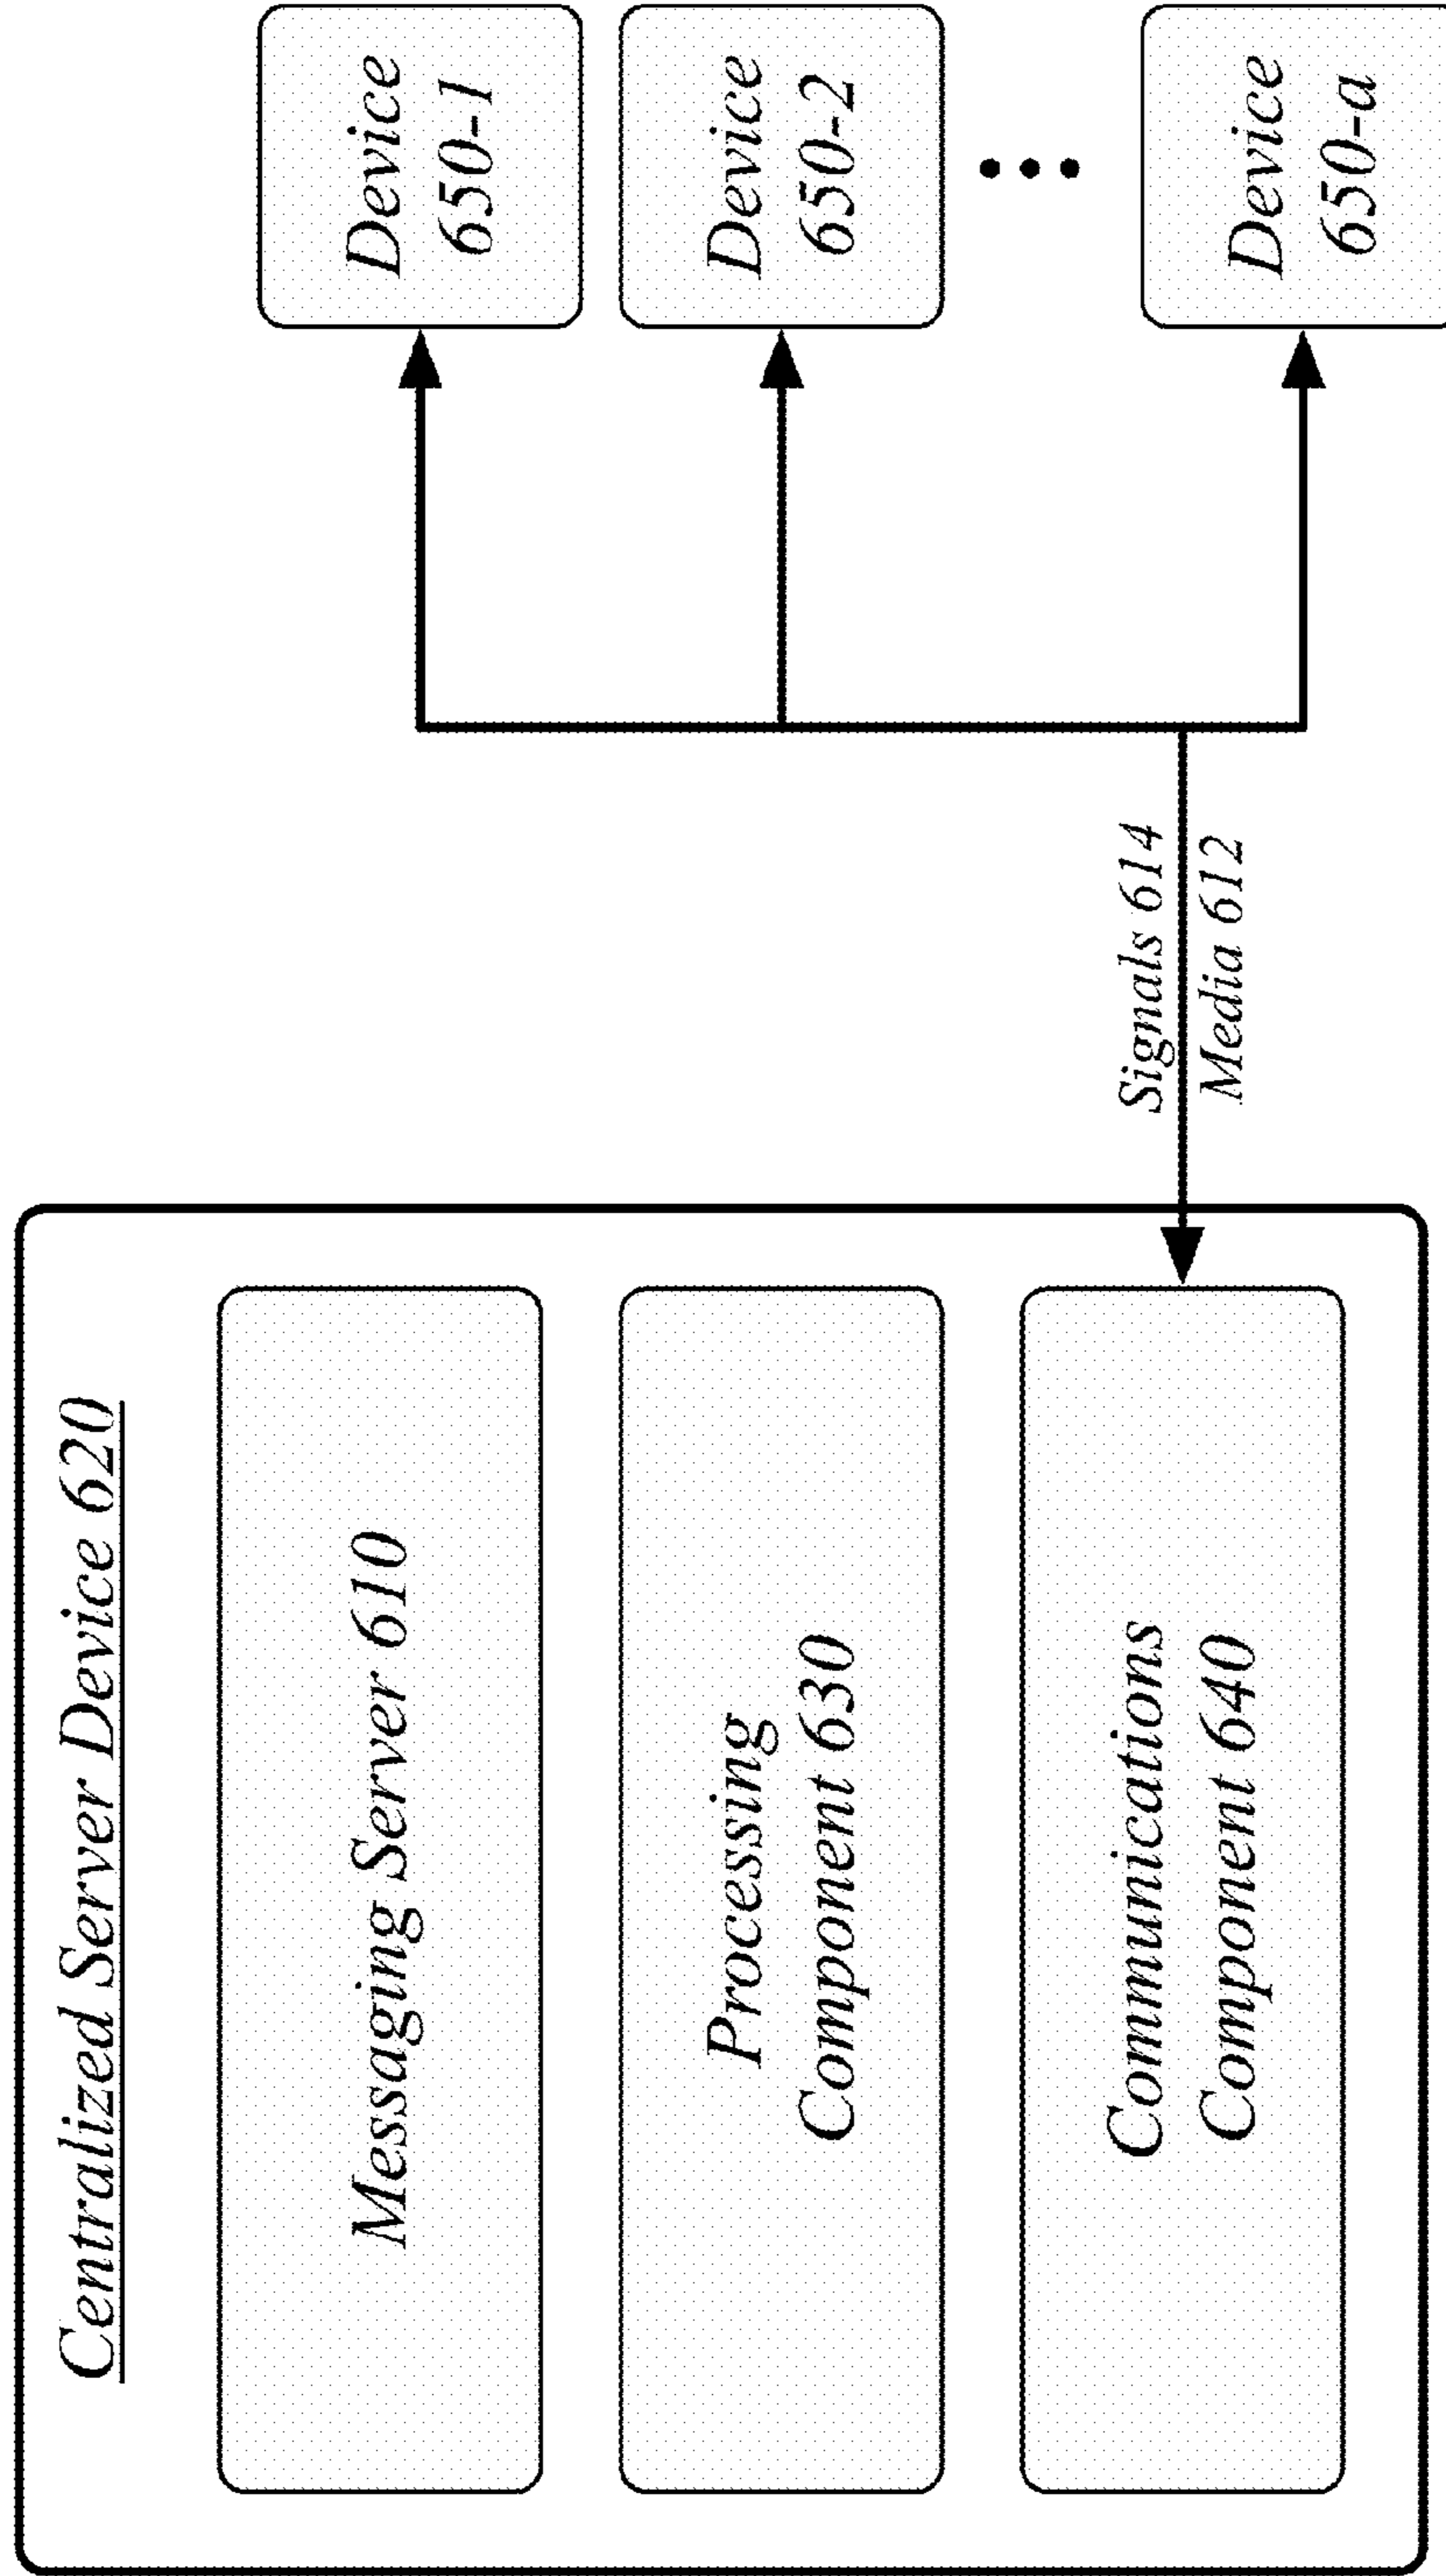 Centralized Server Device 620
Messaging Server 610
Processing
Component 630
Communications
Component 640
Signals 614
Media 612
Device
650-1
Device
650-2
Device
650-a